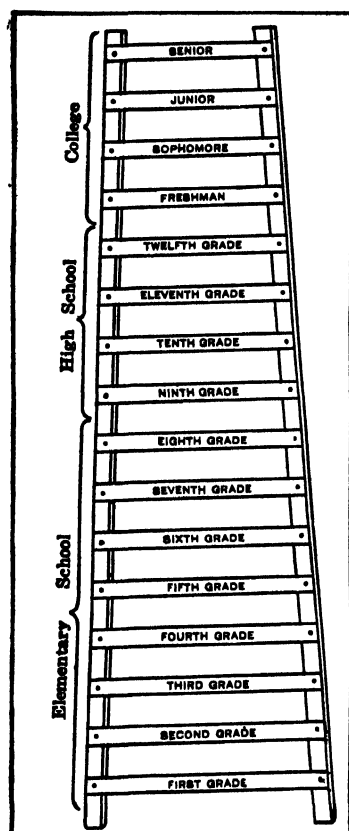 SENIOR
JUNIOR
SOPHOMORE
FRESHMAN
College
TWELFTH GRADE
ELEVENTH GRADE
TENTH GRADE
NINTH GRADE
High School
EIGHTH GRADE
SEVENTH GRADE
SIXTH GRADE
FIFTH GRADE
FOURTH GRADE
THIRD GRADE
SECOND GRADE
FIRST GRADE
Elementary School